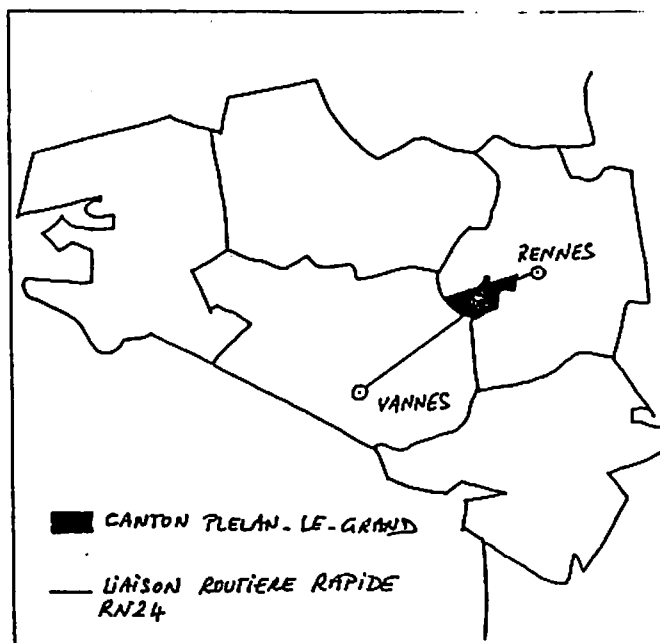 RENNES
VANNES
CANTON PLELAN-LE-GRAND
LIAISON ROUTIERE RAPIDE
RN24